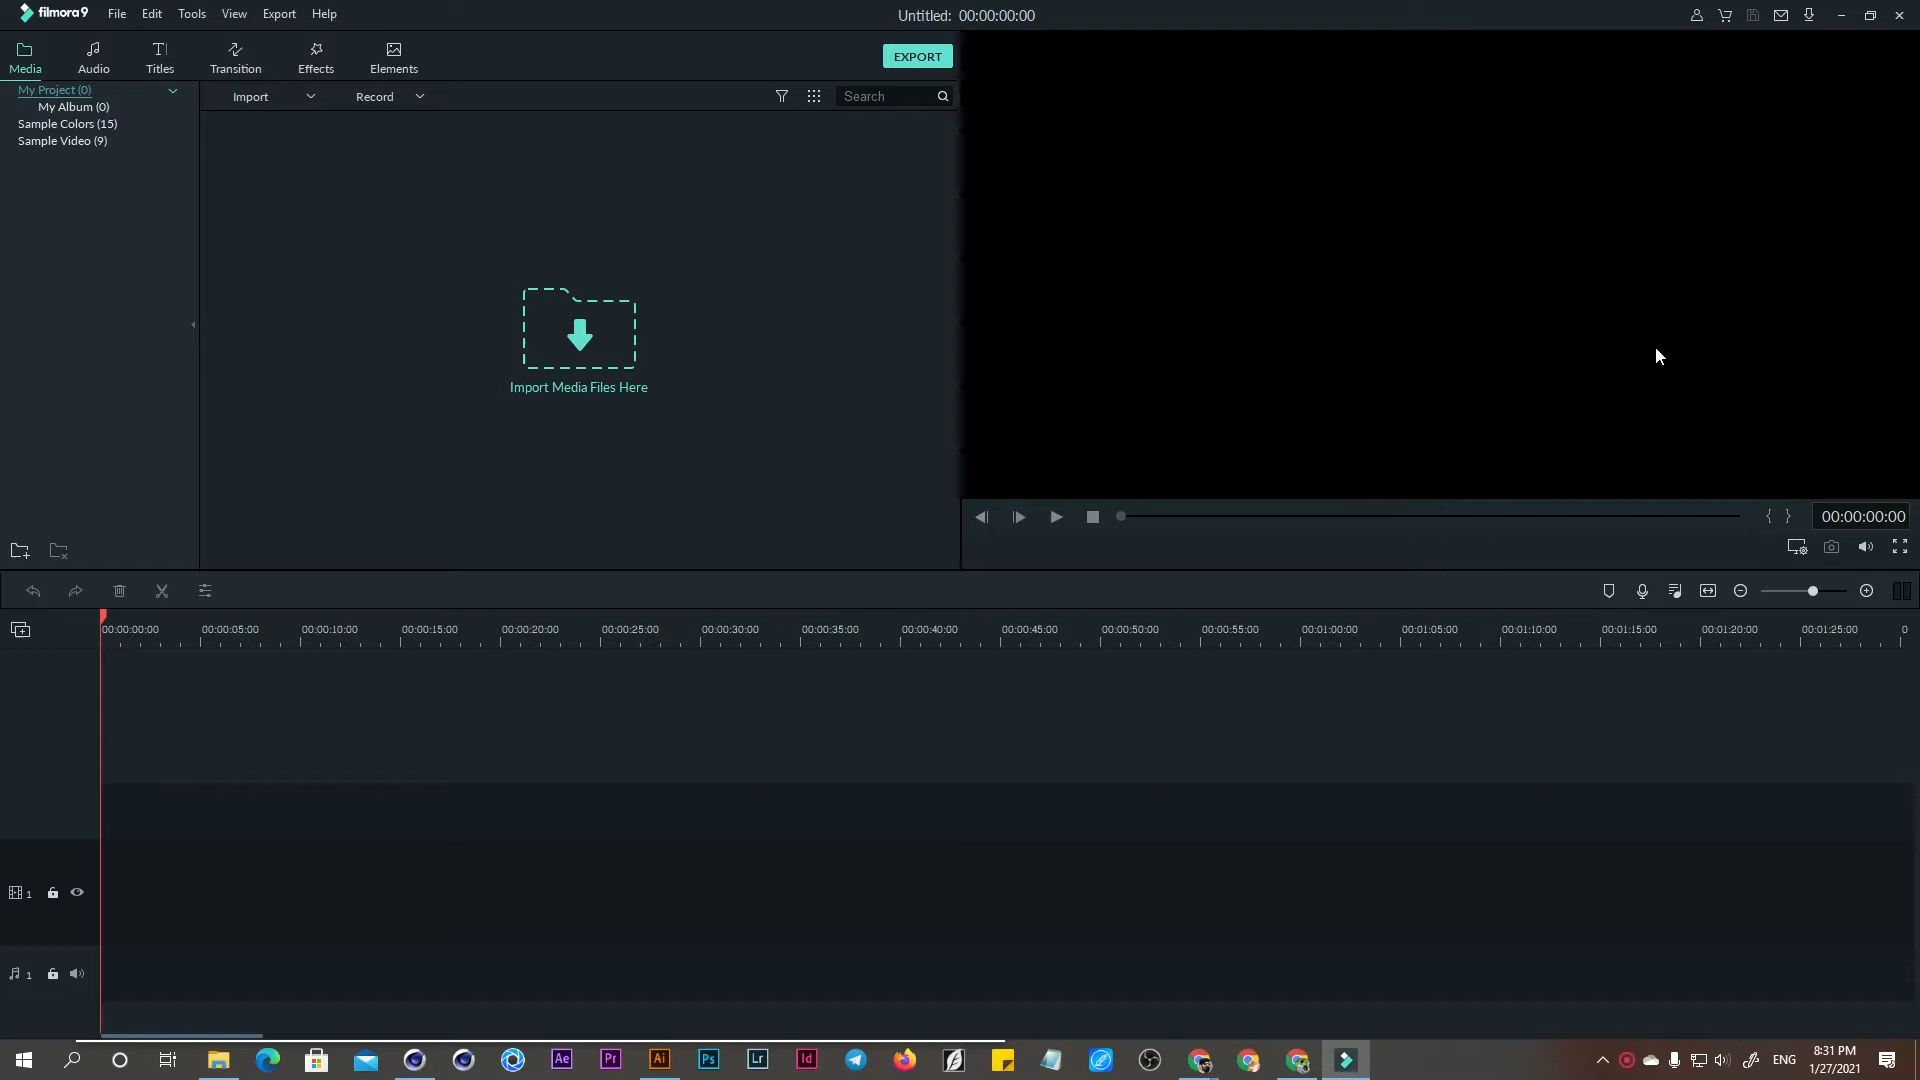 filmora9 File Edit Tools View Export Help Untitled: 00:00:00:00
Media Audio Titles Transition Effects Elements EXPORT
My Project (0)
My Album (0)
Sample Colors (15)
Sample Video (9)
Import Record Search
Import Media Files Here
{ } 00:00:00:00
00:00:00:00 00:00:05:00 00:00:10:00 00:00:15:00 00:00:20:00 00:00:25:00 00:00:30:00 00:00:35:00 00:00:40:00 00:00:45:00 00:00:50:00 00:00:55:00 00:01:00:00 00:01:05:00 00:01:10:00 00:01:15:00 00:01:20:00 00:01:25:00 0
1
1
Ae Pr Ai Ps Lr Id ENG 8:31 PM
1/27/2021